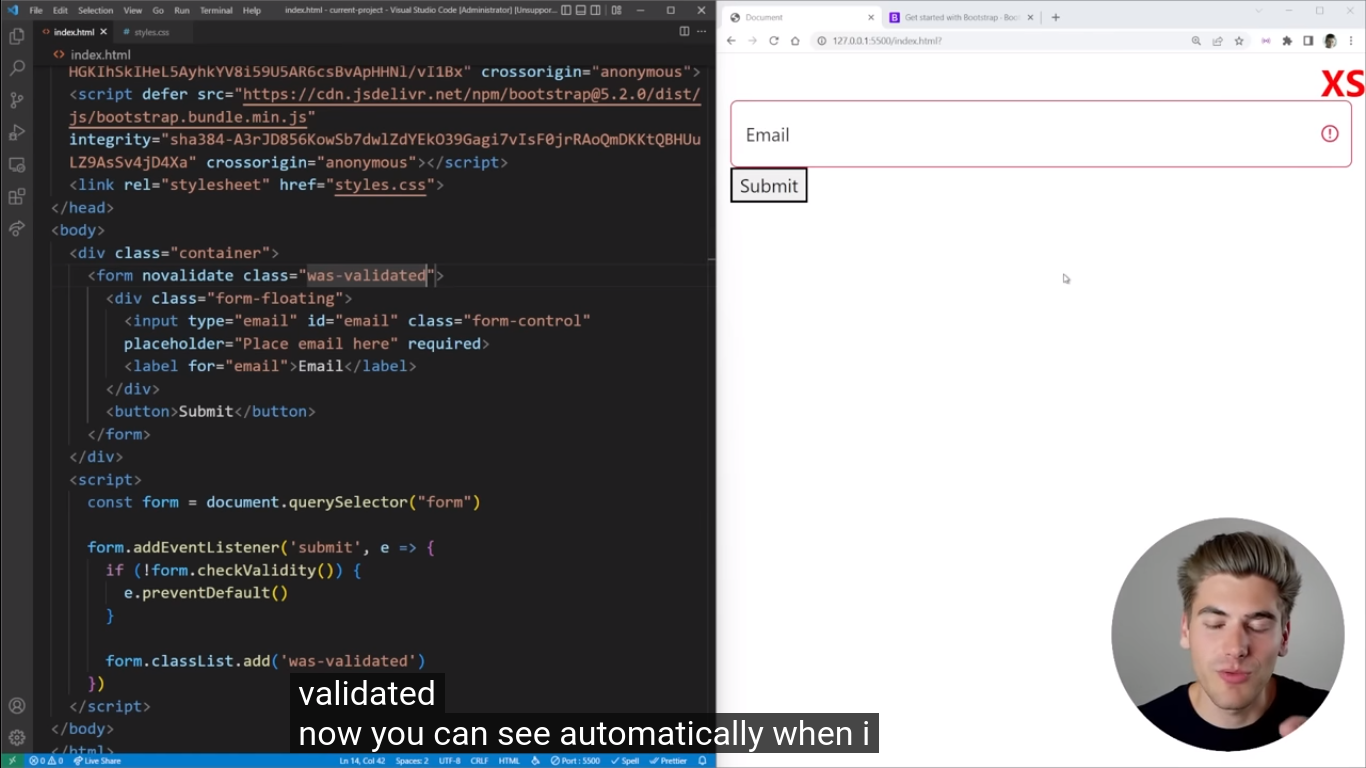 File Edit Selection View Go Run Terminal Help index.html - current-project - Visual Studio Code [Administrator] [Unsuppor...
index.html styles.css
index.html
HGKIhSkIHeL5AyhkYV8i59U5AR6csBvApHHNl/vI1Bx" crossorigin="anonymous">
<script defer src="https://cdn.jsdelivr.net/npm/bootstrap@5.2.0/dist/
js/bootstrap.bundle.min.js"
integrity="sha384-A3rJD856KowSb7dwlZdYEkO39Gagi7vIsF0jrRAoQmDKKtQBHUu
LZ9AsSv4jD4Xa" crossorigin="anonymous"></script>
<link rel="stylesheet" href="styles.css">
</head>
<body>
<div class="container">
<form novalidate class="was-validated">
<div class="form-floating">
<input type="email" id="email" class="form-control"
placeholder="Place email here" required>
<label for="email">Email</label>
</div>
<button>Submit</button>
</form>
</div>
<script>
const form = document.querySelector("form")
form.addEventListener('submit', e => {
if (!form.checkValidity()) {
e.preventDefault()
}
form.classList.add('was-validated')
})
</script>
</body>
</html>
0 0 Live Share Ln 14, Col 42 Spaces: 2 UTF-8 CRLF HTML Port : 5500 Spell Prettier
Document Get started with Bootstrap · Boot
127.0.0.1:5500/index.html?
XS
Email
Submit
validated
now you can see automatically when i